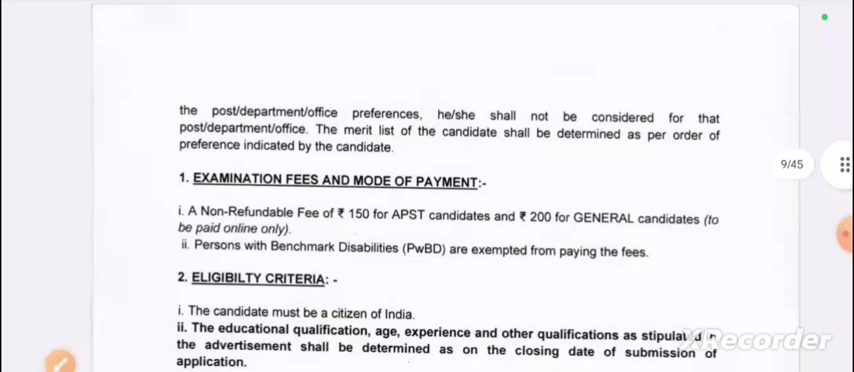 the post/department/office preferences, he/she shall not be considered for that
post/department/office. The merit list of the candidate shall be determined as per order of
preference indicated by the candidate.
1. EXAMINATION FEES AND MODE OF PAYMENT:-
9/45
i. A Non-Refundable Fee of ₹ 150 for APST candidates and ₹ 200 for GENERAL candidates (to
be paid online only).
ii. Persons with Benchmark Disabilities (PwBD) are exempted from paying the fees.
2. ELIGIBILTY CRITERIA: -
i. The candidate must be a citizen of India.
ii. The educational qualification, age, experience and other qualifications as stipulated in
the advertisement shall be determined as on the closing date of submission of
application.
XRecorder